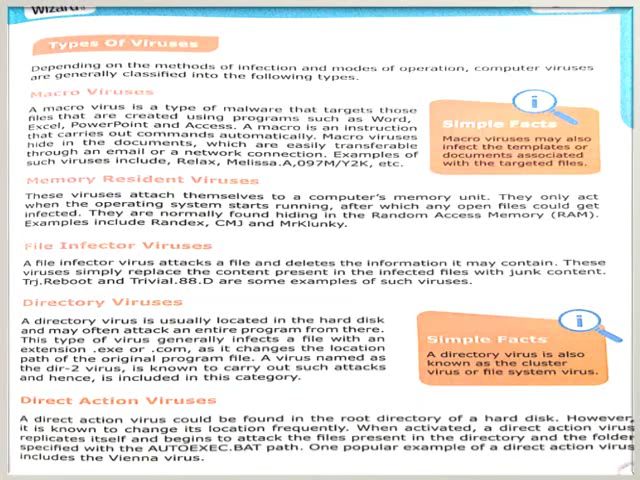 Wizard
Types Of Viruses
Depending on the methods of infection and modes of operation, computer viruses
are generally classified into the following types.
Macro Viruses
A macro virus is a type of malware that targets those
files that are created using programs such as Word,
Excel, PowerPoint and Access. A macro is an instruction
that carries out commands automatically. Macro viruses
hide in the documents, which are easily transferable
through an email or a network connection. Examples of
such viruses include, Relax, Melissa.A,097M/Y2K, etc.
Simple Facts
Macro viruses may also
infect the templates or
documents associated
with the targeted files.
Memory Resident Viruses
These viruses attach themselves to a computer's memory unit. They only act
when the operating system starts running, after which any open files could get
infected. They are normally found hiding in the Random Access Memory (RAM).
Examples include Randex, CMJ and MrKlunky.
File Infector Viruses
A file infector virus attacks a file and deletes the information it may contain. These
viruses simply replace the content present in the infected files with junk content.
Trj.Reboot and Trivial.88.D are some examples of such viruses.
Directory Viruses
A directory virus is usually located in the hard disk
and may often attack an entire program from there.
This type of virus generally infects a file with an
extension .exe or .com, as it changes the location
path of the original program file. A virus named as
the dir-2 virus, is known to carry out such attacks
and hence, is included in this category.
Simple Facts
A directory virus is also
known as the cluster
virus or file system virus.
Direct Action Viruses
A direct action virus could be found in the root directory of a hard disk. However,
it is known to change its location frequently. When activated, a direct action virus
replicates itself and begins to attack the files present in the directory and the folder
specified with the AUTOEXEC.BAT path. One popular example of a direct action virus
includes the Vienna virus.